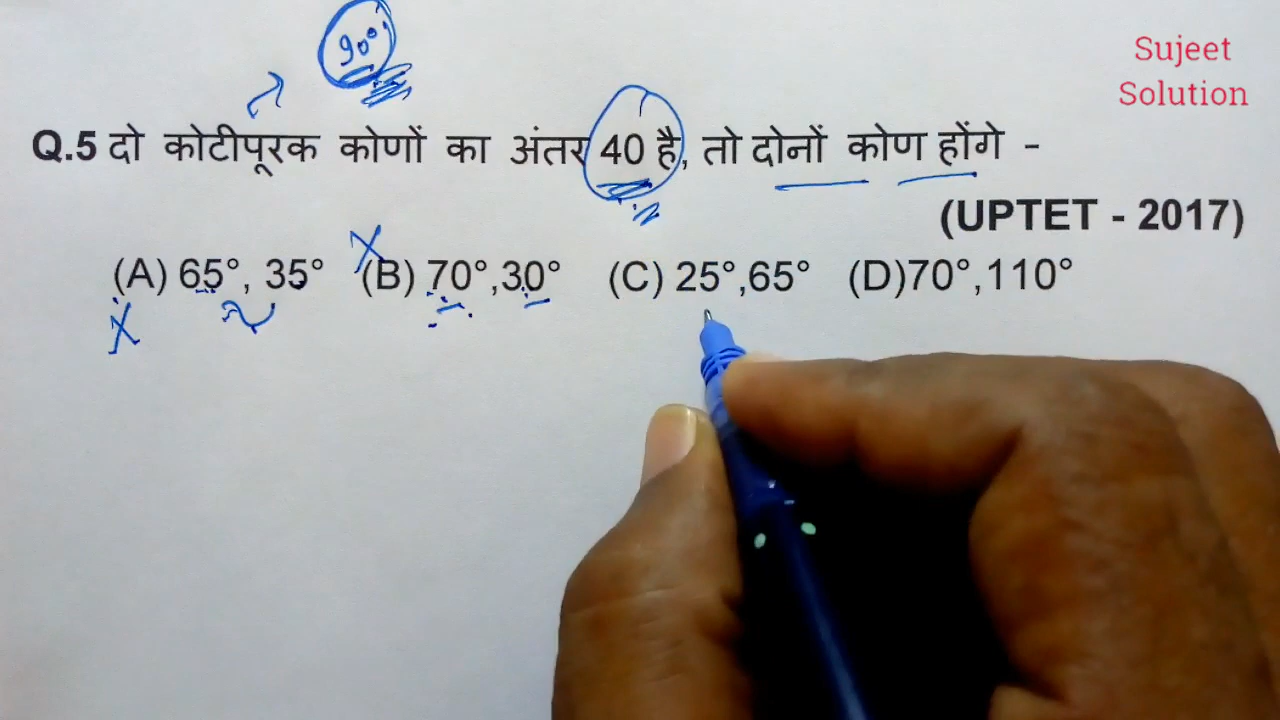 Sujeet
Solution
90°
Q.5 दो कोटीपूरक कोणों का अंतर 40 है, तो दोनों कोण होंगे -
(UPTET - 2017)
(A) 65°, 35° (B) 70°,30° (C) 25°,65° (D)70°,110°